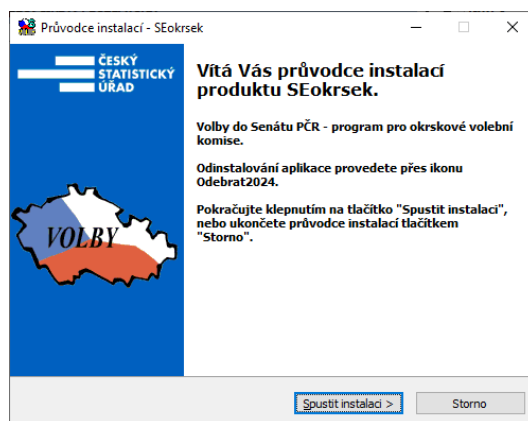 Průvodce instalací - SEokrsek
ČESKÝ
STATISTICKÝ
ÚŘAD
VOLBY
Vítá Vás průvodce instalací
produktu SEokrsek.
Volby do Senátu PČR - program pro okrskové volební
komise.
Odinstalování aplikace provedete přes ikonu
Odebrat2024.
Pokračujte klepnutím na tlačítko "Spustit instalaci",
nebo ukončete průvodce instalací tlačítkem
"Storno".
Spustit instalaci >
Storno